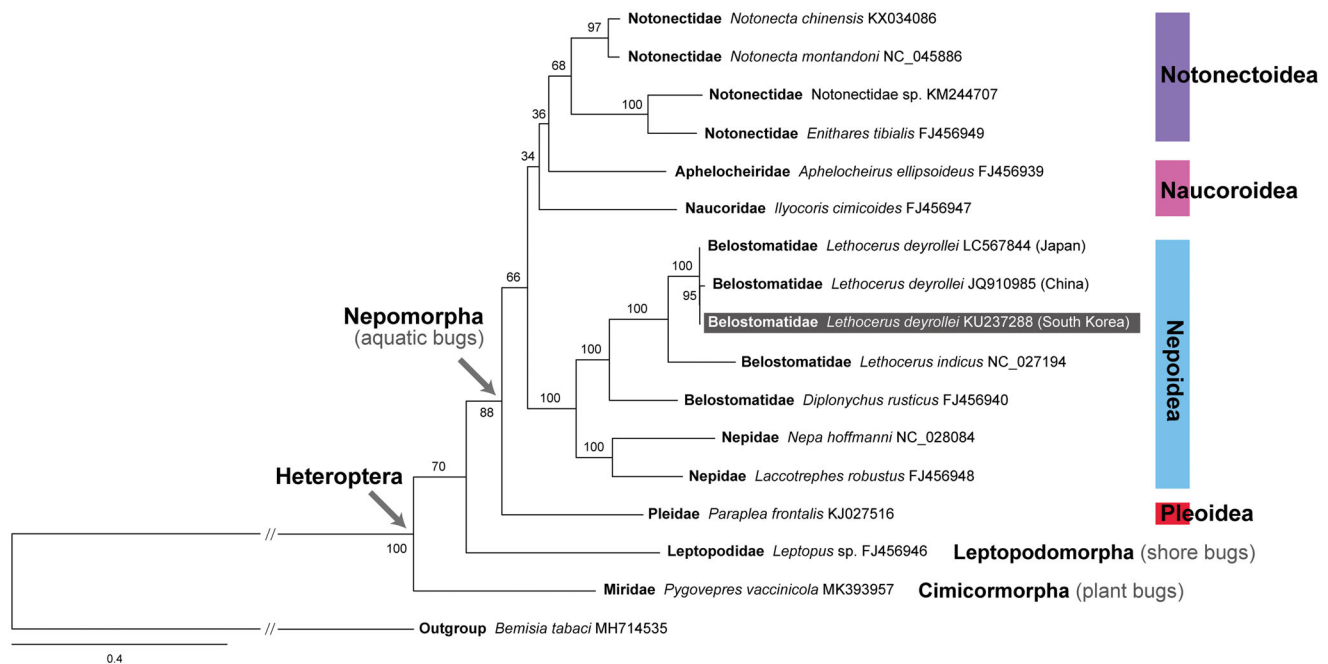 97
Notonectidae Notonecta chinensis KX034086
Notonectidae Notonecta montandoni NC_045886
68
100
Notonectidae Notonectidae sp. KM244707
Notonectidae Enithares tibialis FJ456949
Notonectoidea
36
Aphelocheiridae Aphelocheirus ellipsoideus FJ456939
34
Naucoridae Ilyocoris cimicoides FJ456947
Naucoroidea
Belostomatidae Lethocerus deyrollei LC567844 (Japan)
100
66
Belostomatidae Lethocerus deyrollei JQ910985 (China)
95
100
Belostomatidae Lethocerus deyrollei KU237288 (South Korea)
Nepomorpha
(aquatic bugs)
100
Belostomatidae Lethocerus indicus NC_027194
100
Belostomatidae Diplonychus rusticus FJ456940
88
Nepidae Nepa hoffmanni NC_028084
100
Nepidae Laccotrephes robustus FJ456948
Nepoidea
70
Heteroptera
Pleidae Paraplea frontalis KJ027516
Pleoidea
//
100
Leptopodidae Leptopus sp. FJ456946
Leptopodomorpha (shore bugs)
Miridae Pygovepres vaccinicola MK393957
Cimicormorpha (plant bugs)
//
Outgroup Bemisia tabaci MH714535
0.4